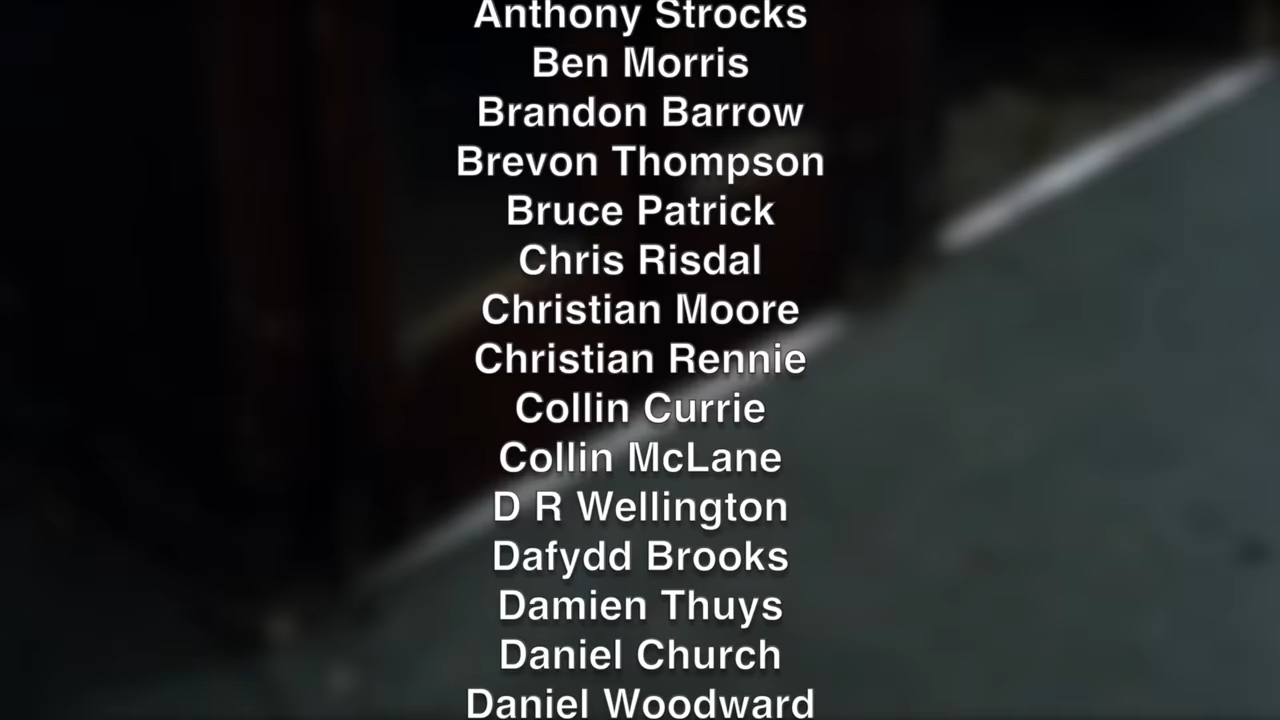 Anthony Strocks
Ben Morris
Brandon Barrow
Brevon Thompson
Bruce Patrick
Chris Risdal
Christian Moore
Christian Rennie
Collin Currie
Collin McLane
D R Wellington
Dafydd Brooks
Damien Thuys
Daniel Church
Daniel Woodward